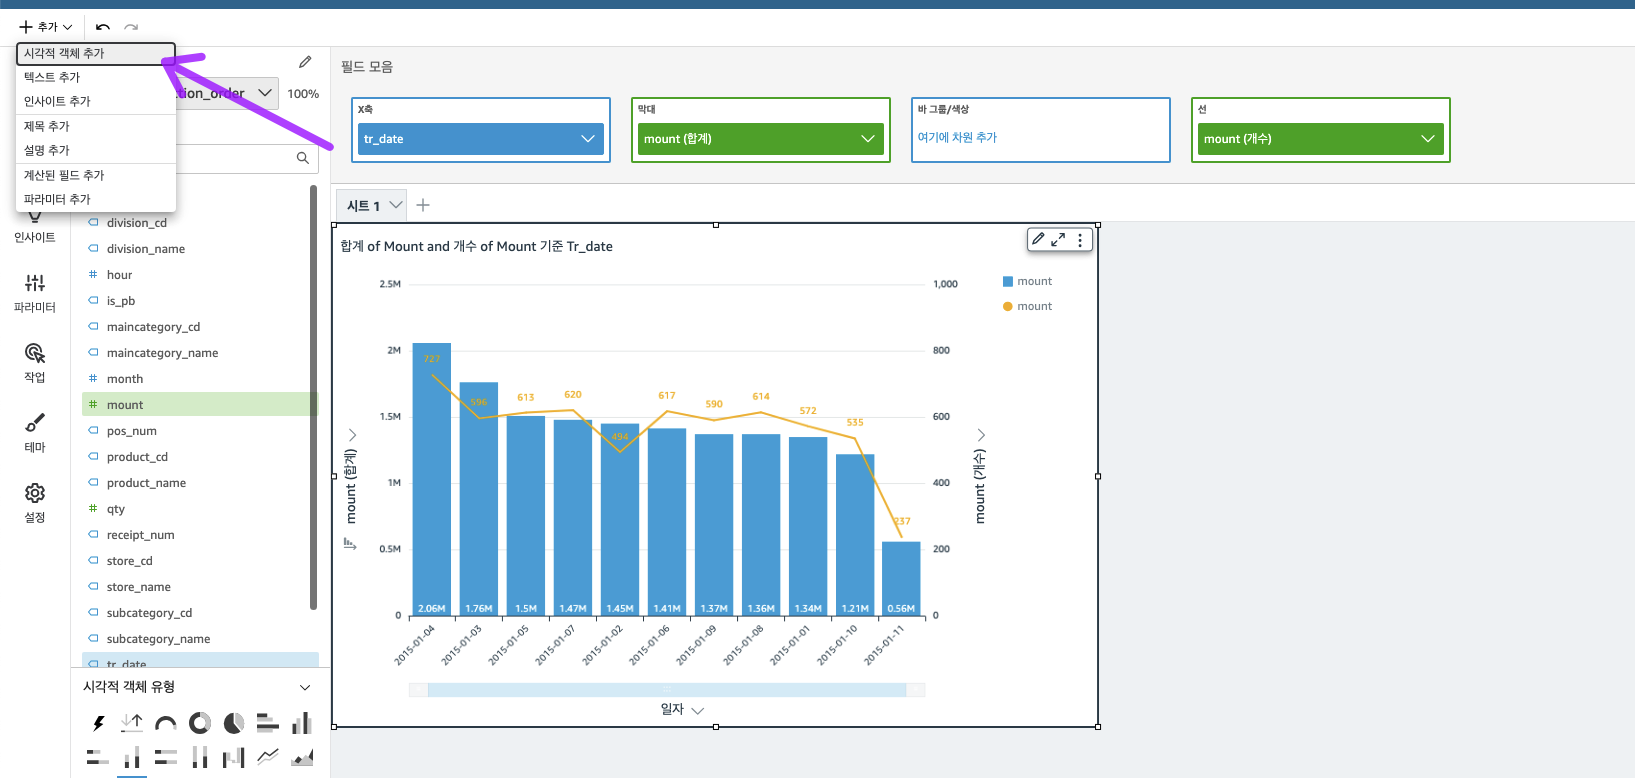 추가
시각적 객체 추가
텍스트 추가
인사이트 추가
제목 추가
설명 추가
계산된 필드 추가
파라미터 추가
tion_order
100%
인사이트
파라미터
작업
테마
설정
division_cd
division_name
hour
is_pb
maincategory_cd
maincategory_name
month
mount
pos_num
product_cd
product_name
qty
receipt_num
store_cd
store_name
subcategory_cd
subcategory_name
tr_date
시각적 객체 유형
필드 모음
X축
tr_date
막대
mount (합계)
바 그룹/색상
여기에 차원 추가
선
mount (개수)
시트 1
합계 of Mount and 개수 of Mount 기준 Tr_date
mount
mount
mount (합계)
2.5M
2M
1.5M
1M
0.5M
0
727
596
613
620
494
617
590
614
572
535
237
2.06M
1.76M
1.5M
1.47M
1.45M
1.41M
1.37M
1.36M
1.34M
1.21M
0.56M
1,000
800
600
400
200
0
mount (개수)
2015-01-04
2015-01-03
2015-01-05
2015-01-07
2015-01-02
2015-01-06
2015-01-09
2015-01-08
2015-01-01
2015-01-10
2015-01-11
일자